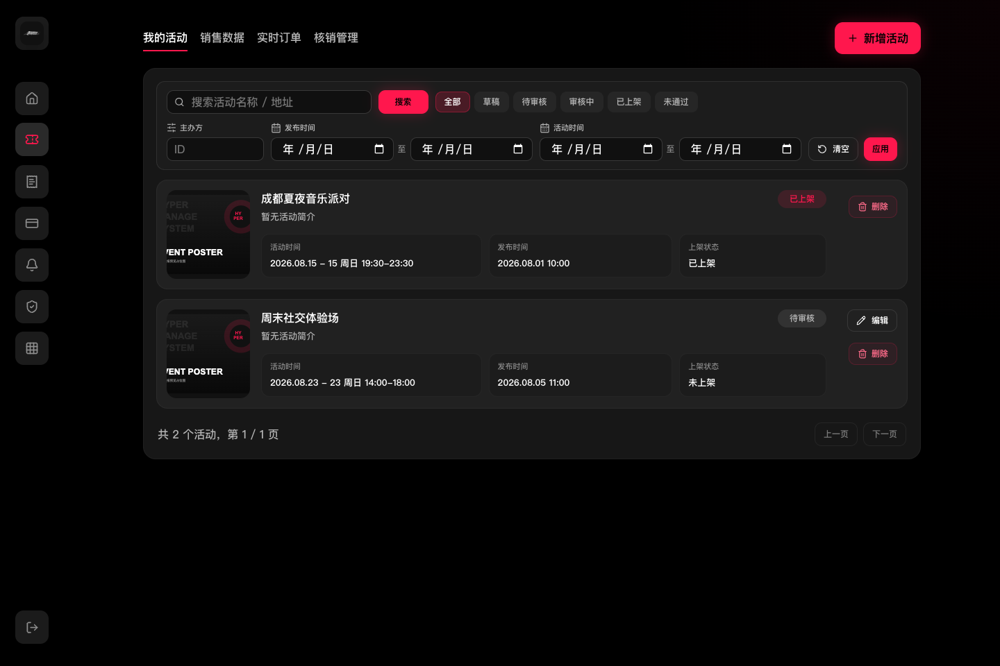 我的活动 销售数据 实时订单 核销管理
新增活动
搜索活动名称 / 地址 搜索 全部 草稿 待审核 审核中 已上架 未通过
主办方 发布时间 活动时间
ID 年 /月/日 至 年 /月/日 年 /月/日 至 年 /月/日 清空 应用
YPER
ANAGE
YSTEM
HY
PER
VENT POSTER
成都夏夜音乐派对 已上架 删除
暂无活动简介
活动时间 发布时间 上架状态
2026.08.15 – 15 周日 19:30–23:30 2026.08.01 10:00 已上架
YPER
ANAGE
YSTEM
HY
PER
VENT POSTER
周末社交体验场 待审核 编辑
暂无活动简介
删除
活动时间 发布时间 上架状态
2026.08.23 – 23 周日 14:00–18:00 2026.08.05 11:00 未上架
共 2 个活动，第 1 / 1 页 上一页 下一页